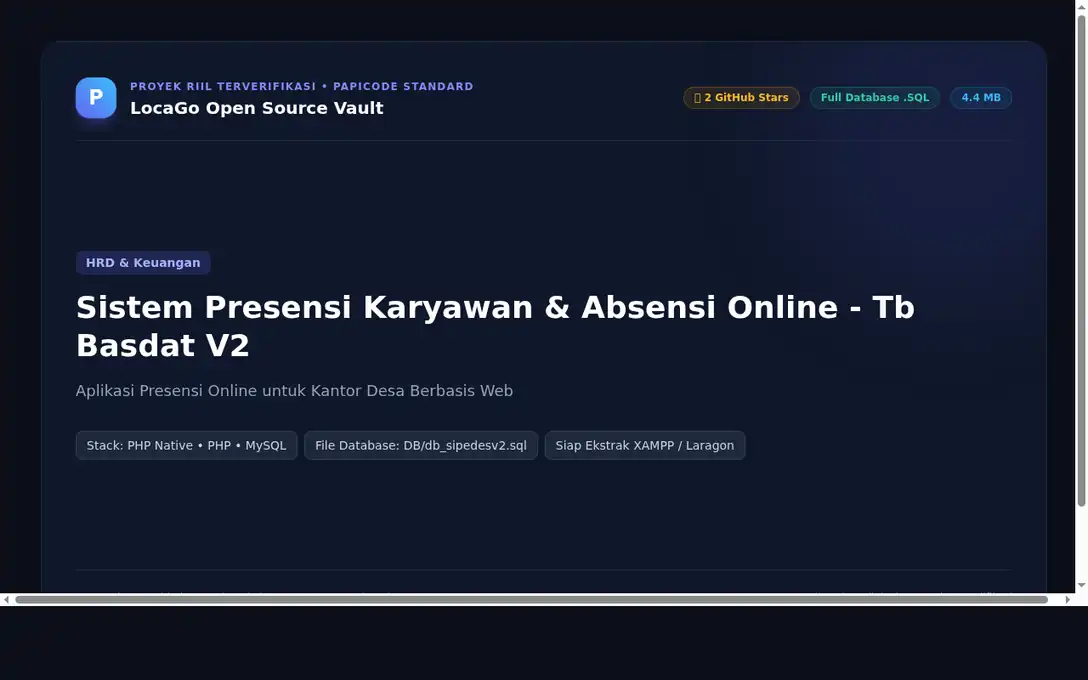 P
PROYEK RIIL TERVERIFIKASI • PAPICODE STANDARD
LocaGo Open Source Vault
2 GitHub Stars
Full Database .SQL
4.4 MB
HRD & Keuangan
Sistem Presensi Karyawan & Absensi Online - Tb
Basdat V2
Aplikasi Presensi Online untuk Kantor Desa Berbasis Web
Stack: PHP Native • PHP • MySQL
File Database: DB/db_sipedesv2.sql
Siap Ekstrak XAMPP / Laragon